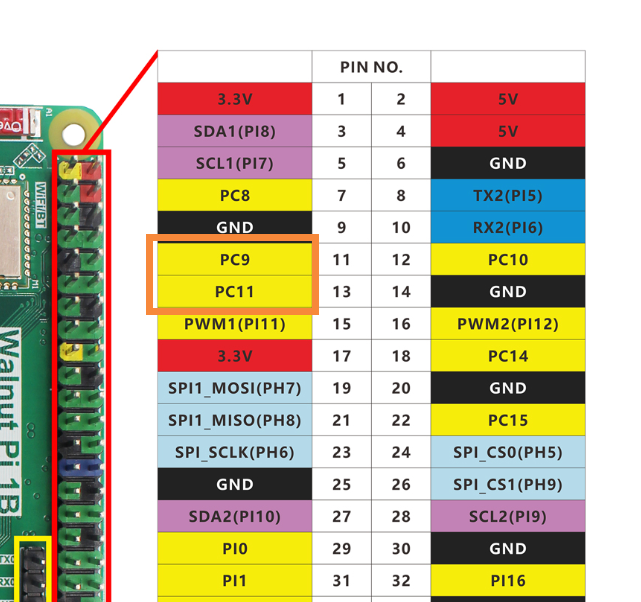 PIN NO.
3.3V 1 2 5V
SDA1(PI8) 3 4 5V
SCL1(PI7) 5 6 GND
PC8 7 8 TX2(PI5)
GND 9 10 RX2(PI6)
PC9 11 12 PC10
PC11 13 14 GND
PWM1(PI11) 15 16 PWM2(PI12)
3.3V 17 18 PC14
SPI1_MOSI(PH7) 19 20 GND
SPI1_MISO(PH8) 21 22 PC15
SPI_SCLK(PH6) 23 24 SPI_CS0(PH5)
GND 25 26 SPI_CS1(PH9)
SDA2(PI10) 27 28 SCL2(PI9)
PI0 29 30 GND
PI1 31 32 PI16
A1
WiFi/BT
Walnut Pi 1B